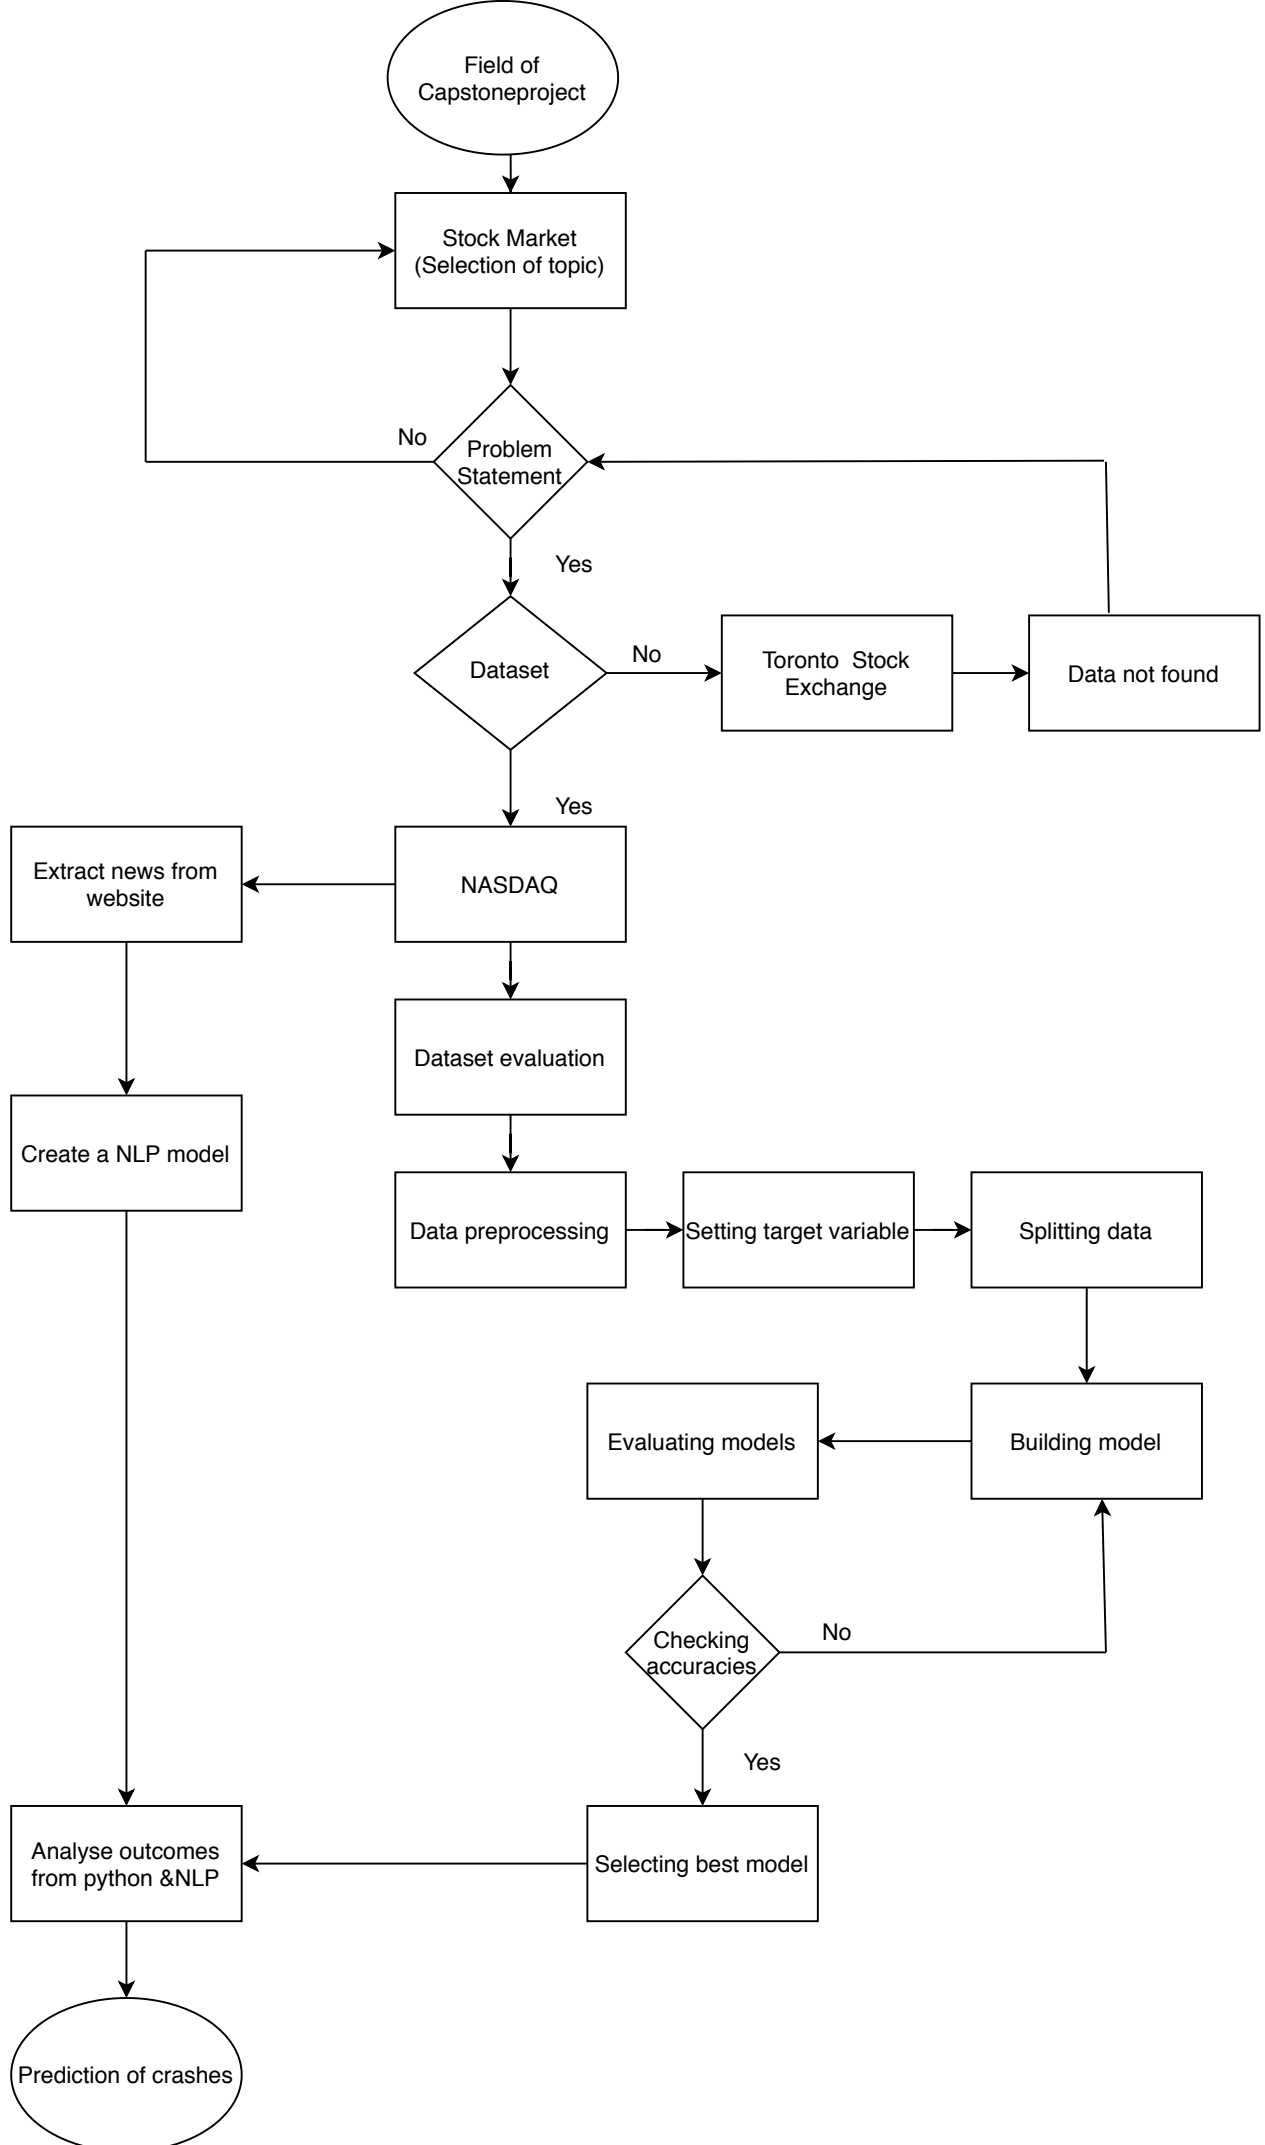 Field of
Capstoneproject
Stock Market
(Selection of topic)
No
Problem
Statement
Yes
Dataset
No
Toronto  Stock
Exchange
Data not found
Yes
Extract news from
website
NASDAQ
Dataset evaluation
Create a NLP model
Data preprocessing
Setting target variable
Splitting data
Evaluating models
Building model
Checking
accuracies
No
Yes
Analyse outcomes
from python &NLP
Selecting best model
Prediction of crashes